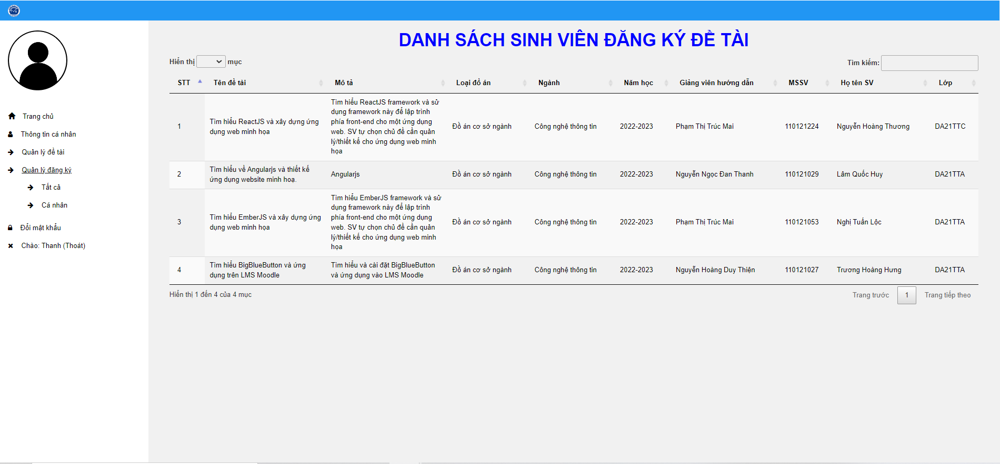 TVU
DANH SÁCH SINH VIÊN ĐĂNG KÝ ĐỀ TÀI
Hiển thị mục
Tìm kiếm:
STT Tên đề tài Mô tả Loại đồ án Ngành Năm học Giảng viên hướng dẫn MSSV Họ tên SV Lớp
Trang chủ
Thông tin cá nhân
Quản lý đề tài
Quản lý đăng ký
Tất cả
Cá nhân
Đổi mật khẩu
Chào: Thanh (Thoát)
1
Tìm hiểu ReactJS và xây dựng ứng
dụng web minh họa
Tìm hiểu ReactJS framework và sử
dụng framework này để lập trình
phía front-end cho một ứng dụng
web. SV tự chọn chủ đề cần quản
lý/thiết kế cho ứng dụng web minh
họa
Đồ án cơ sở ngành
Công nghệ thông tin
2022-2023
Phạm Thị Trúc Mai
110121224
Nguyễn Hoàng Thương
DA21TTC
2
Tìm hiểu về Angularjs và thiết kế
ứng dụng website minh hoạ.
Angularjs
Đồ án cơ sở ngành
Công nghệ thông tin
2022-2023
Nguyễn Ngọc Đan Thanh
110121029
Lâm Quốc Huy
DA21TTA
3
Tìm hiểu EmberJS và xây dựng ứng
dụng web minh họa
Tìm hiểu EmberJS framework và sử
dụng framework này để lập trình
phía front-end cho một ứng dụng
web. SV tự chọn chủ đề cần quản
lý/thiết kế cho ứng dụng web minh
họa
Đồ án cơ sở ngành
Công nghệ thông tin
2022-2023
Phạm Thị Trúc Mai
110121053
Nghị Tuấn Lộc
DA21TTA
4
Tìm hiểu BigBlueButton và ứng
dụng trên LMS Moodle
Tìm hiểu và cài đặt BigBlueButton
và ứng dụng vào LMS Moodle
Đồ án cơ sở ngành
Công nghệ thông tin
2022-2023
Nguyễn Hoàng Duy Thiện
110121027
Trương Hoàng Hưng
DA21TTA
Hiển thị 1 đến 4 của 4 mục
Trang trước 1 Trang tiếp theo